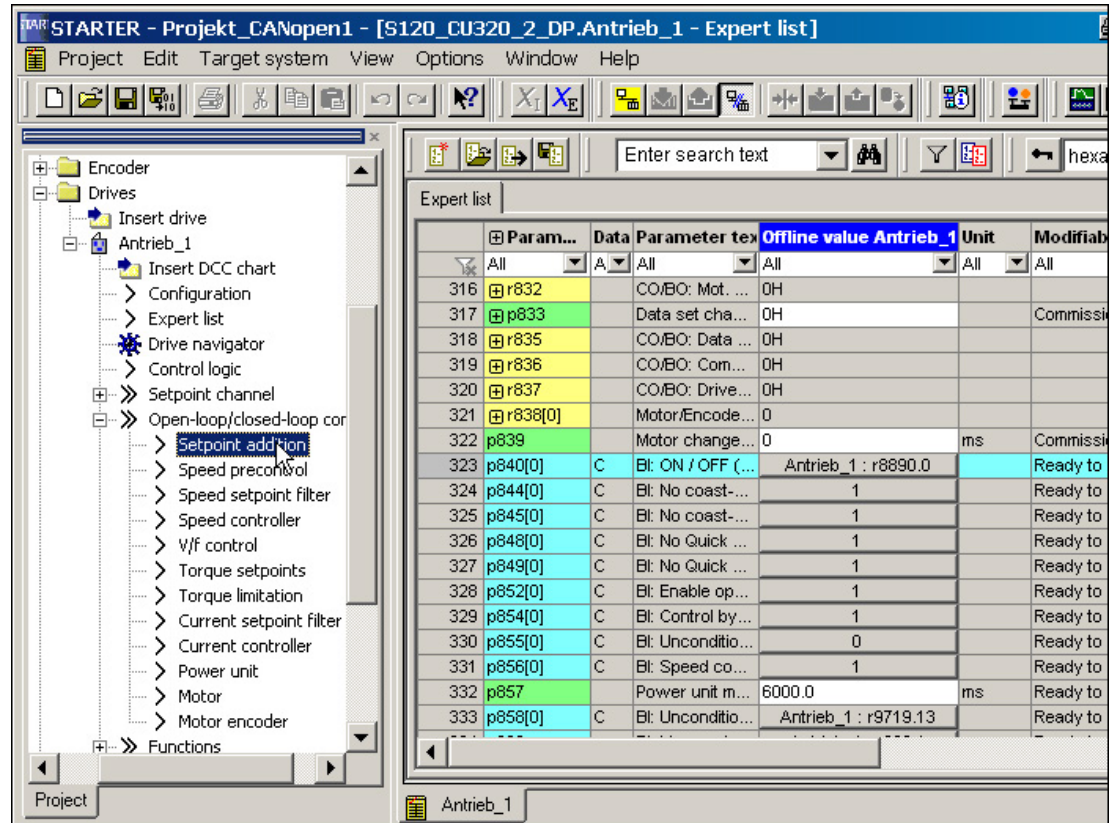 STARTER - Projekt_CANopen1 - [S120_CU320_2_DP.Antrieb_1 - Expert list]
Project Edit Target system View Options Window Help
Encoder
Drives
Insert drive
Antrieb_1
Insert DCC chart
Configuration
Expert list
Drive navigator
Control logic
Setpoint channel
Open-loop/closed-loop con
Setpoint addition
Speed precontrol
Speed setpoint filter
Speed controller
V/f control
Torque setpoints
Torque limitation
Current setpoint filter
Current controller
Power unit
Motor
Motor encoder
Functions
Project
Enter search text hexa
Expert list
Param... Data Parameter tex Offline value Antrieb_1 Unit Modifiab
All A All All All All
316 r832 CO/BO: Mot. ... 0H
317 p833 Data set cha... 0H Commissio
318 r835 CO/BO: Data ... 0H
319 r836 CO/BO: Com... 0H
320 r837 CO/BO: Drive... 0H
321 r838[0] Motor/Encode... 0
322 p839 Motor change... 0 ms Commissio
323 p840[0] C BI: ON / OFF (... Antrieb_1 : r8890.0 Ready to
324 p844[0] C BI: No coast-... 1 Ready to
325 p845[0] C BI: No coast-... 1 Ready to
326 p848[0] C BI: No Quick ... 1 Ready to
327 p849[0] C BI: No Quick ... 1 Ready to
328 p852[0] C BI: Enable op... 1 Ready to
329 p854[0] C BI: Control by... 1 Ready to
330 p855[0] C BI: Unconditio... 0 Ready to
331 p856[0] C BI: Speed co... 1 Ready to
332 p857 Power unit m... 6000.0 ms Ready to
333 p858[0] C BI: Unconditio... Antrieb_1 : r9719.13 Ready to
Antrieb_1